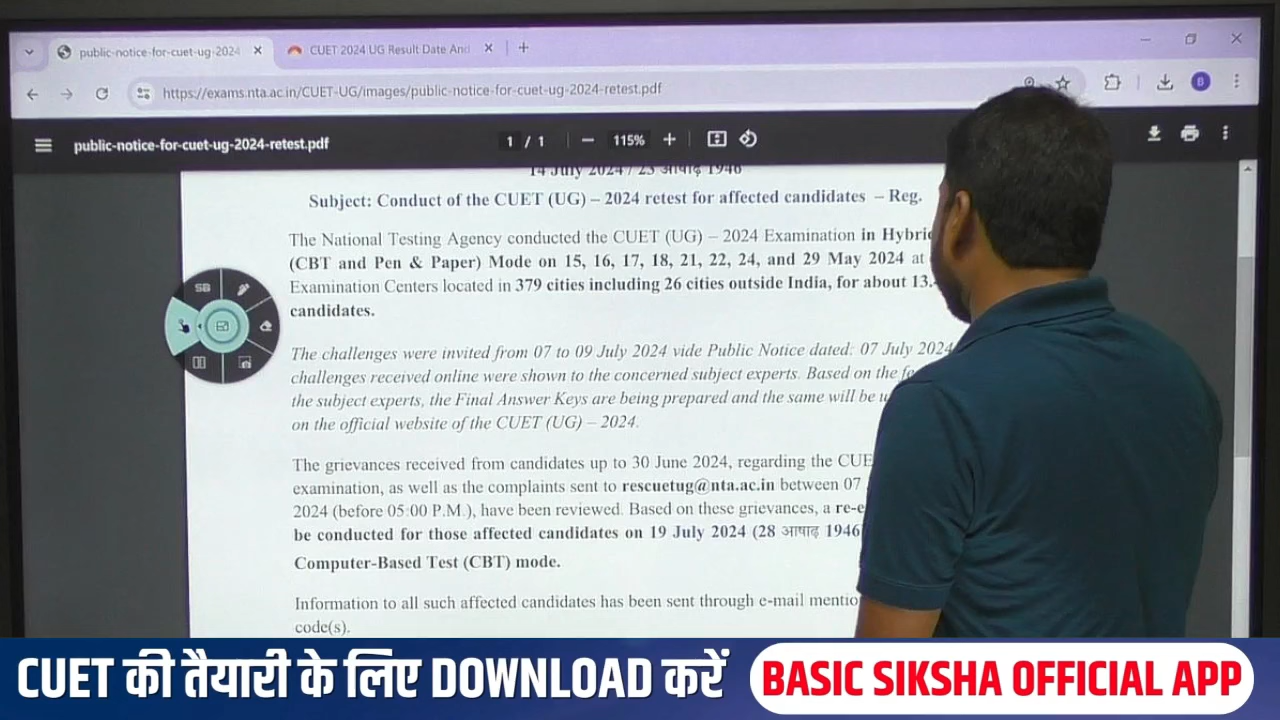 public-notice-for-cuet-ug-2024
CUET 2024 UG Result Date And
https://exams.nta.ac.in/CUET-UG/images/public-notice-for-cuet-ug-2024-retest.pdf
public-notice-for-cuet-ug-2024-retest.pdf
1 / 1
115%
14 July 2024 / 23 आषाढ़ 1946
Subject: Conduct of the CUET (UG) – 2024 retest for affected candidates – Reg.
The National Testing Agency conducted the CUET (UG) – 2024 Examination in
(CBT and Pen & Paper) Mode on 15, 16, 17, 18, 21, 22, 24, and 29 May 2024 at
Examination Centers located in 379 cities including 26 cities outside India, for about 13.
candidates.
The challenges were invited from 07 to 09 July 2024 vide Public Notice dated: 07 July 2024
challenges received online were shown to the concerned subject experts. Based on the
the subject experts, the Final Answer Keys are being prepared and the same will be
on the official website of the CUET (UG) – 2024.
The grievances received from candidates up to 30 June 2024, regarding the CUE
examination, as well as the complaints sent to rescuetug@nta.ac.in between 07
2024 (before 05:00 P.M.), have been reviewed. Based on these grievances, a re-e
be conducted for those affected candidates on 19 July 2024 (28 आषाढ़ 1946
Computer-Based Test (CBT) mode.
Information to all such affected candidates has been sent through e-mail mentio
code(s).
SB
CUET की तैयारी के लिए DOWNLOAD करें
BASIC SIKSHA OFFICIAL APP